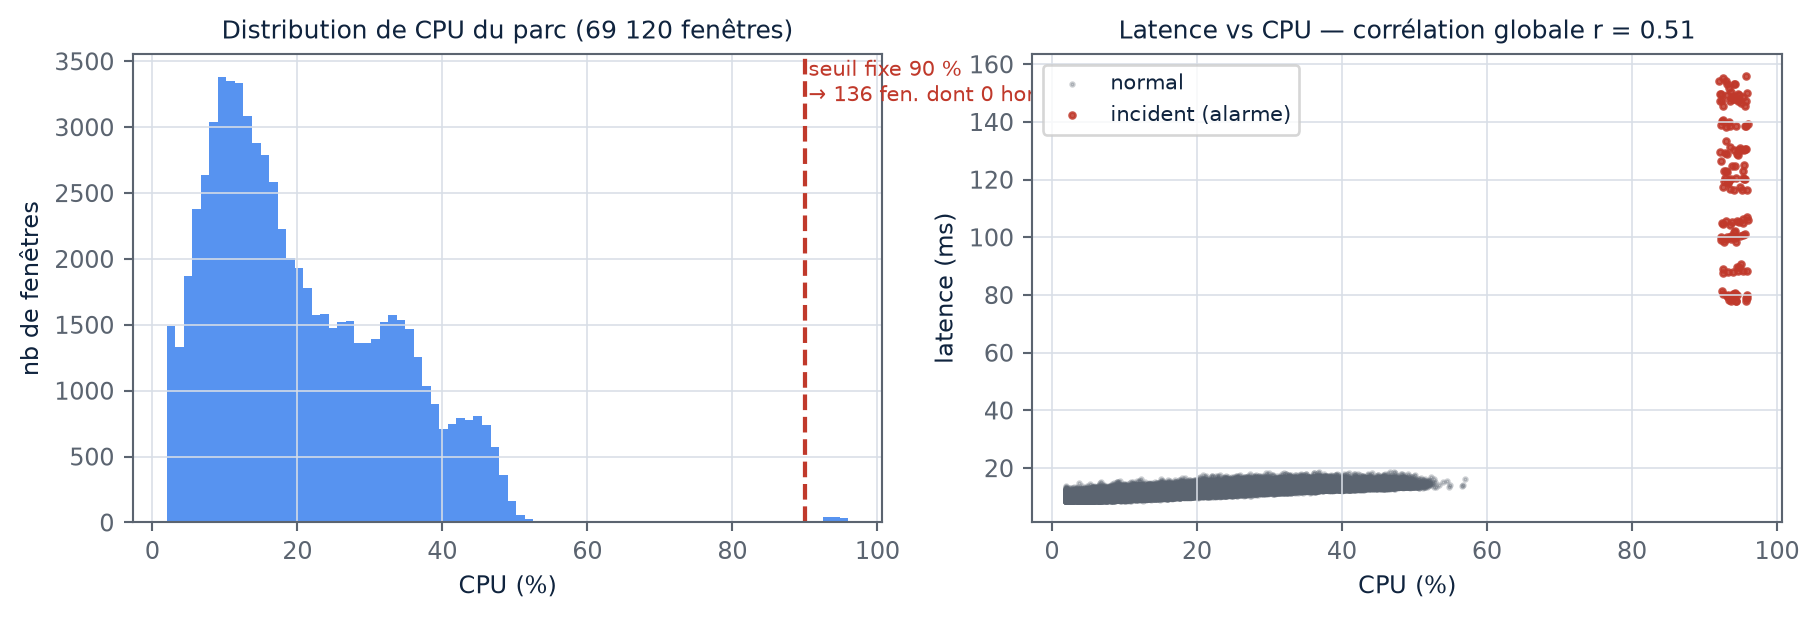 Distribution de CPU du parc (69 120 fenêtres)
3500
3000
2500
2000
1500
1000
500
0
nb de fenêtres
seuil fixe 90 %
→ 136 fen. dont 0 hor
0 20 40 60 80 100
CPU (%)
Latence vs CPU — corrélation globale r = 0.51
normal
incident (alarme)
160
140
120
100
80
60
40
20
latence (ms)
0 20 40 60 80 100
CPU (%)